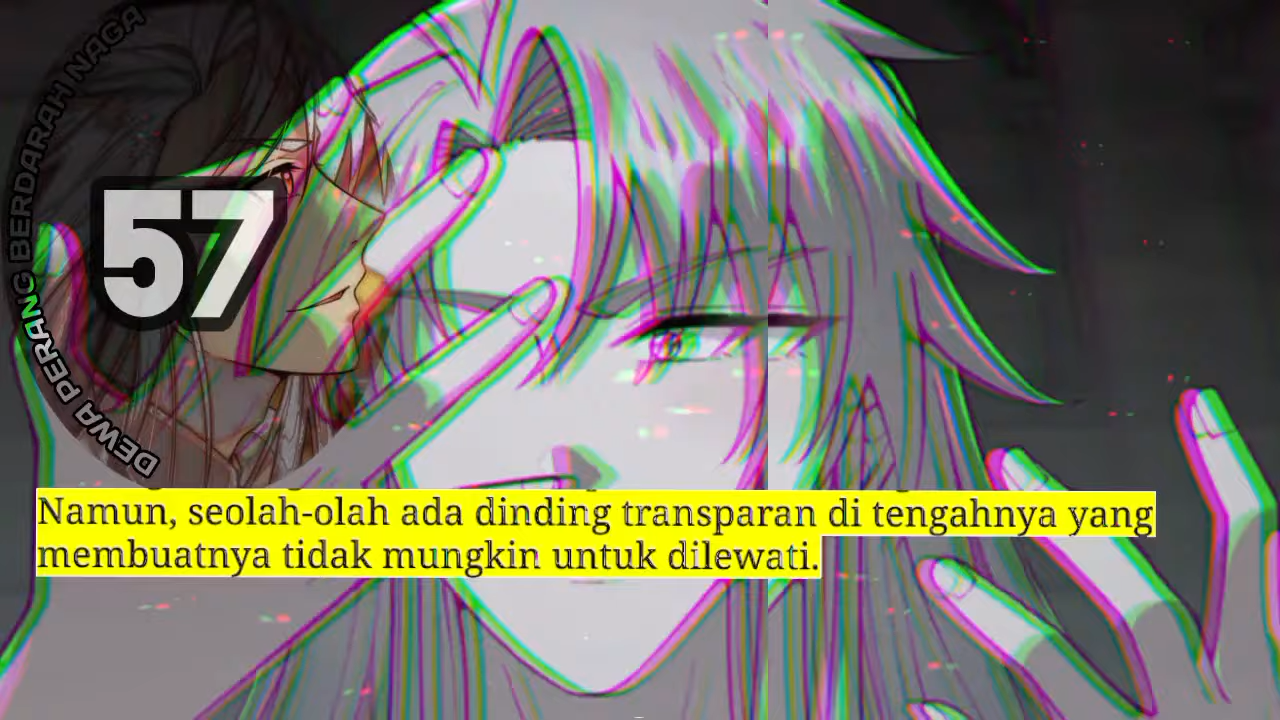 DEWA PERANG BERDARAH NAGA
57
Namun, seolah-olah ada dinding transparan di tengahnya yang
membuatnya tidak mungkin untuk dilewati.